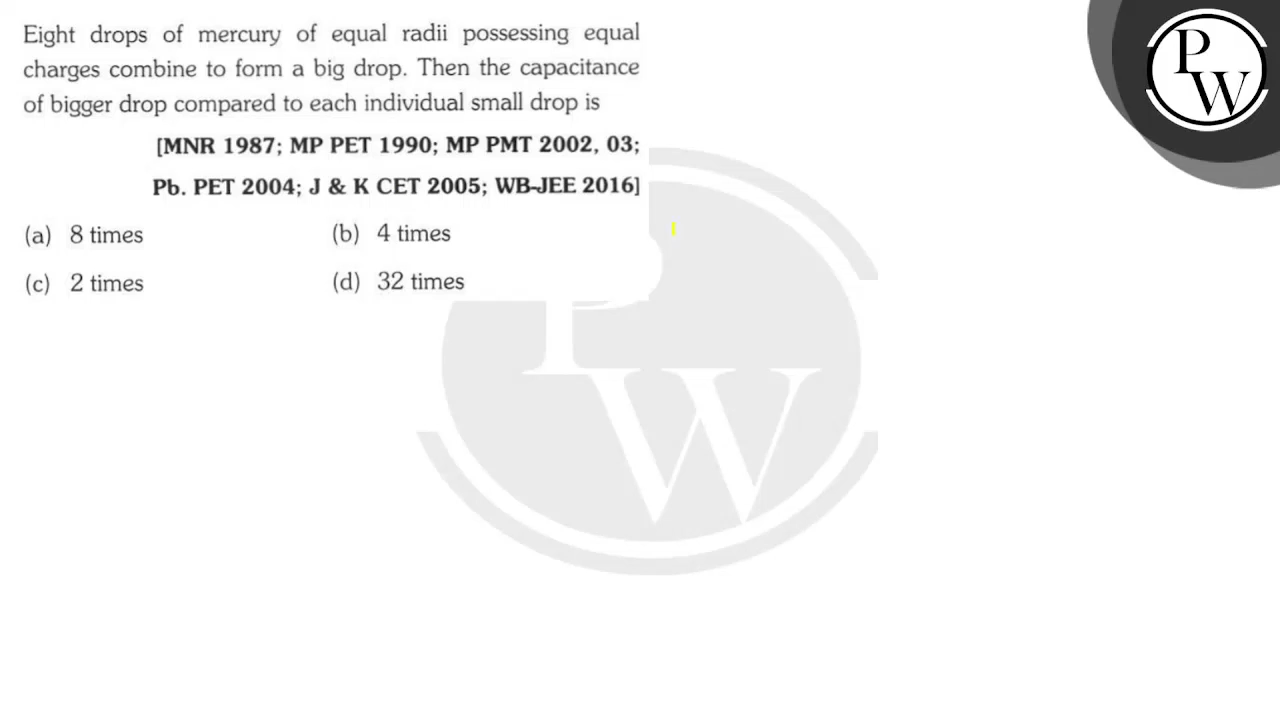 Eight drops of mercury of equal radii possessing equal
charges combine to form a big drop. Then the capacitance
of bigger drop compared to each individual small drop is
[MNR 1987; MP PET 1990; MP PMT 2002, 03;
Pb. PET 2004; J & K CET 2005; WB-JEE 2016]
(a) 8 times (b) 4 times
(c) 2 times (d) 32 times
P
W
P
W